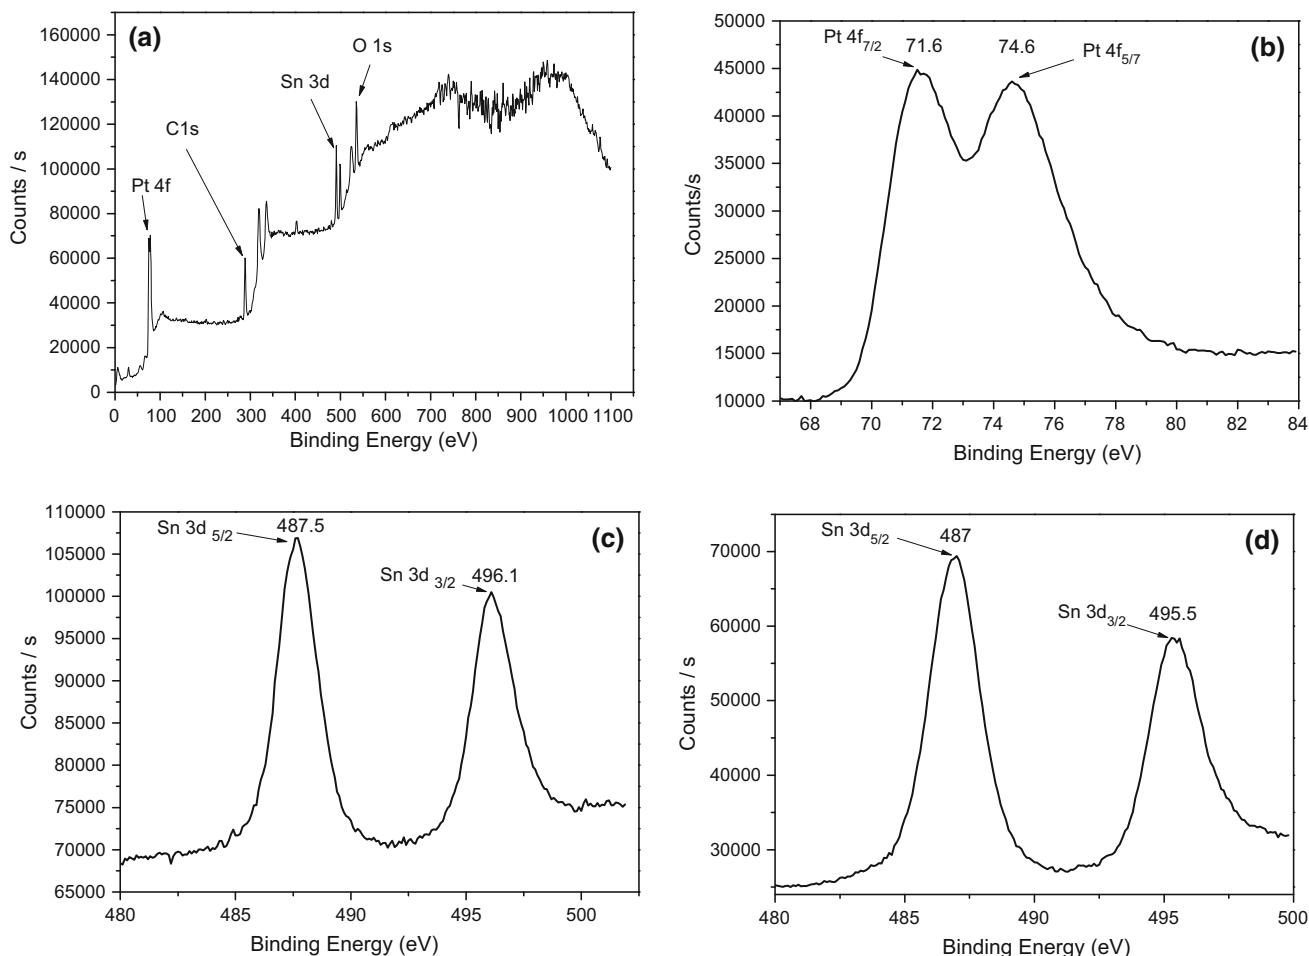 (a)
160000
140000
120000
100000
80000
60000
40000
20000
0
Counts / s
Pt 4f
C1s
Sn 3d
O 1s
0 100 200 300 400 500 600 700 800 900 1000 1100
Binding Energy (eV)
(b)
50000
45000
40000
35000
30000
25000
20000
15000
10000
Counts/s
Pt 4f7/2 71.6 74.6 Pt 4f5/7
68 70 72 74 76 78 80 82 84
Binding Energy (eV)
(c)
110000
105000
100000
95000
90000
85000
80000
75000
70000
65000
Counts / s
Sn 3d 5/2 487.5
Sn 3d 3/2 496.1
480 485 490 495 500
Binding Energy (eV)
(d)
70000
60000
50000
40000
30000
Counts / s
Sn 3d5/2 487
Sn 3d3/2 495.5
480 485 490 495 500
Binding Energy (eV)